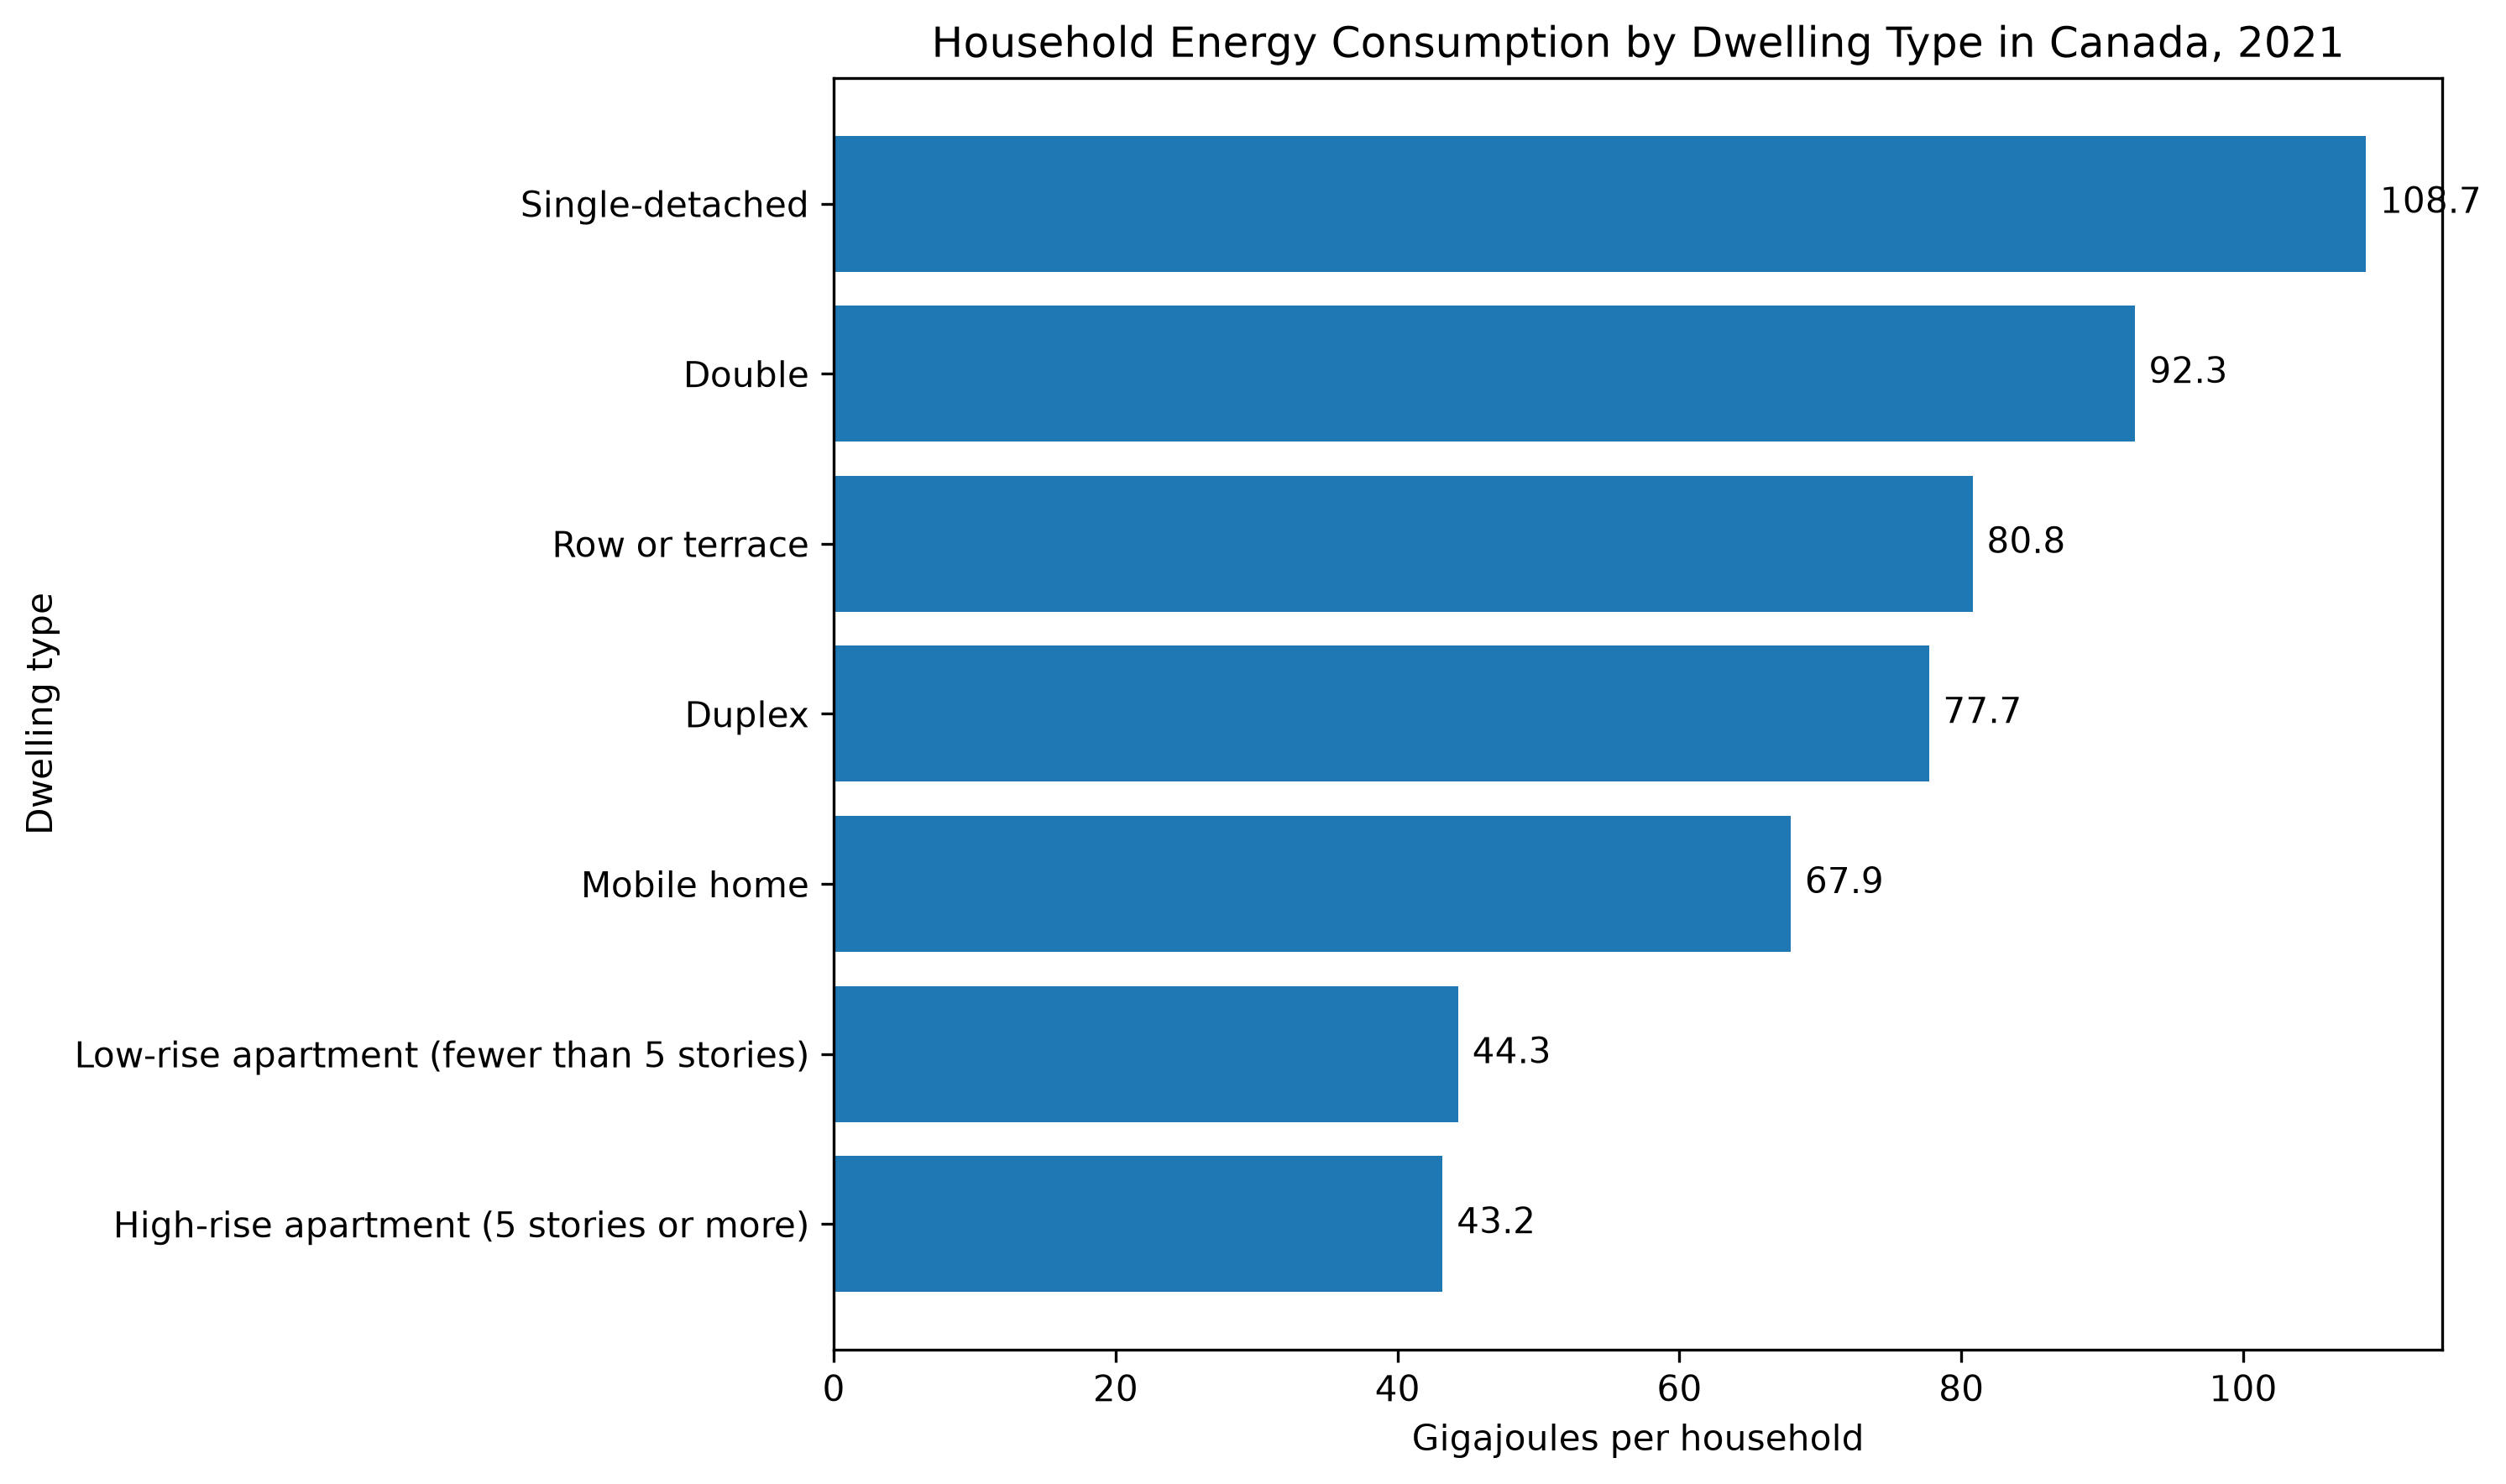 Household Energy Consumption by Dwelling Type in Canada, 2021
Single-detached
108.7
Double
92.3
Row or terrace
80.8
Duplex
77.7
Mobile home
67.9
Low-rise apartment (fewer than 5 stories)
44.3
High-rise apartment (5 stories or more)
43.2
Dwelling type
0 20 40 60 80 100
Gigajoules per household